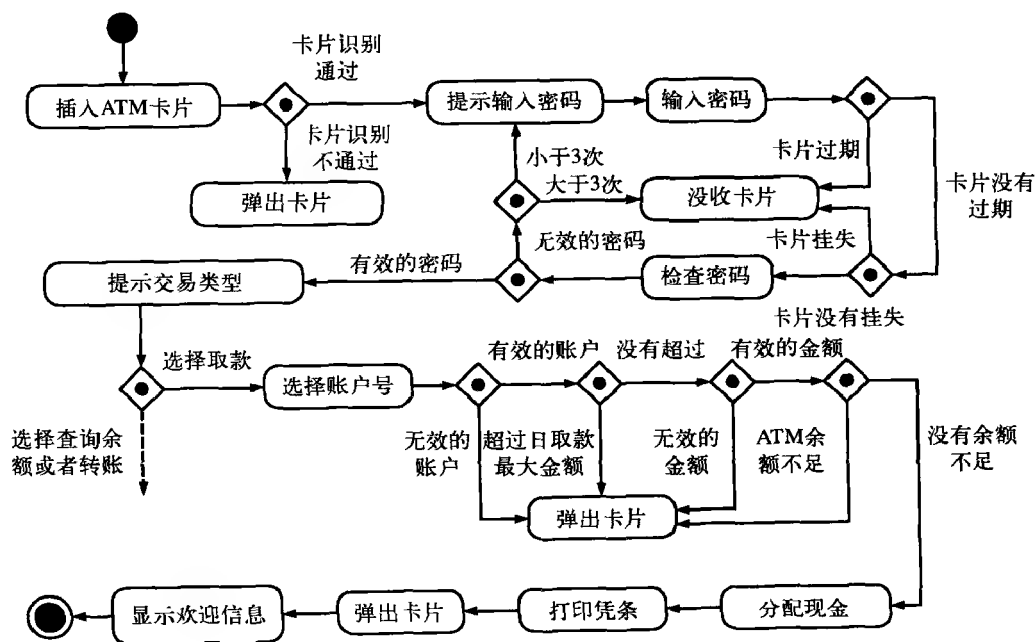 卡片识别
通过
插入ATM卡片
提示输入密码
输入密码
卡片识别
不通过
小于3次
卡片过期
大于3次
弹出卡片
没收卡片
卡片没有
过期
无效的密码
卡片挂失
有效的密码
提示交易类型
检查密码
卡片没有挂失
选择取款
有效的账户
没有超过
有效的金额
选择账户号
选择查询余
额或者转账
无效的
账户
超过日取款
最大金额
无效的
金额
ATM余
额不足
没有余额
不足
弹出卡片
显示欢迎信息
弹出卡片
打印凭条
分配现金